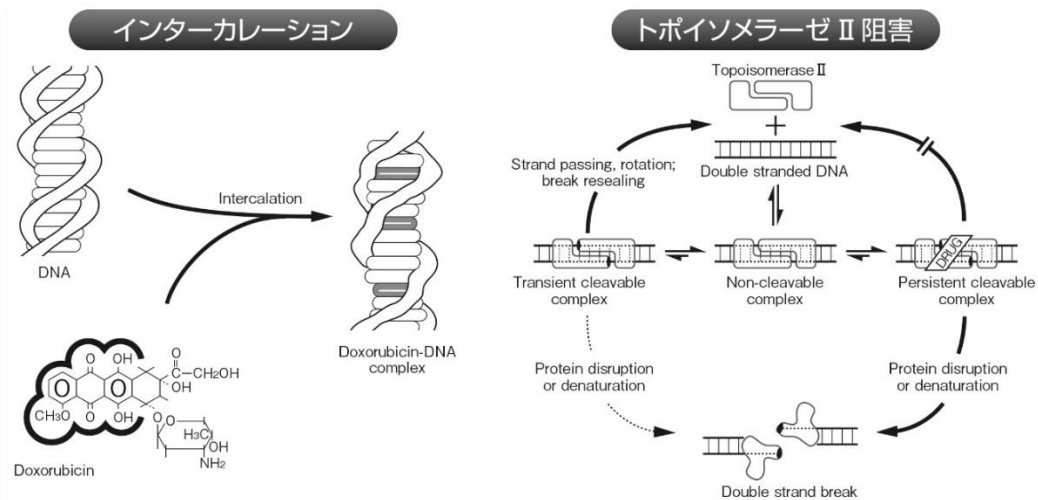 インターカレーション
DNA
Intercalation
Doxorubicin-DNA
complex
O
OH
O
CH₂OH
OH
O
O
CH₃O
O
OH
O
O
H₃C
OH
NH₂
Doxorubicin
トポイソメラーゼⅡ阻害
TopoisomeraseⅡ
+
Double stranded DNA
Strand passing, rotation;
break resealing
DRUG
Transient cleavable
complex
Non-cleavable
complex
Persistent cleavable
complex
Protein disruption
or denaturation
Protein disruption
or denaturation
Double strand break